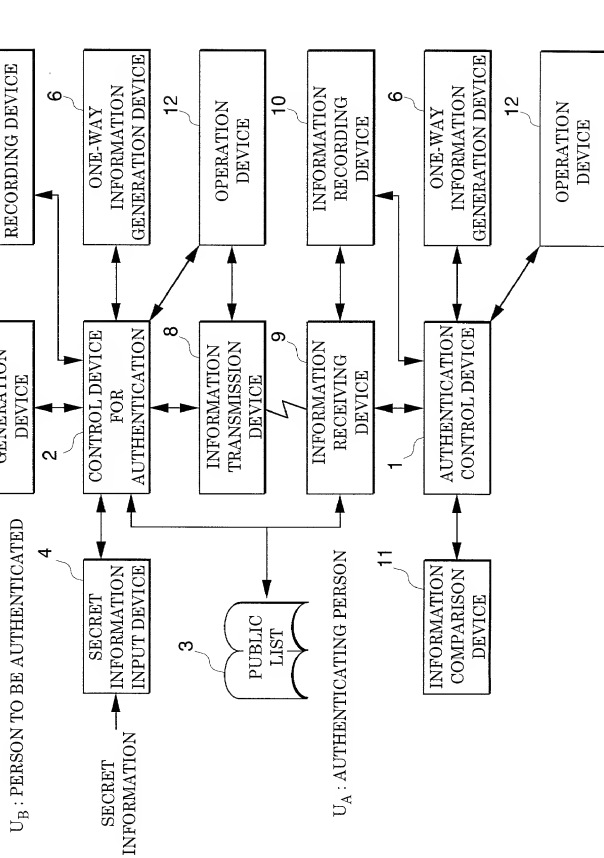 U_B : PERSON TO BE AUTHENTICATED
GENERATION
DEVICE
RECORDING DEVICE
SECRET
INFORMATION
4
SECRET
INFORMATION
INPUT DEVICE
2
CONTROL DEVICE
FOR
AUTHENTICATION
6
ONE-WAY
INFORMATION
GENERATION DEVICE
8
INFORMATION
TRANSMISSION
DEVICE
12
OPERATION
DEVICE
3
PUBLIC
LIST
9
INFORMATION
RECEIVING
DEVICE
10
INFORMATION
RECORDING
DEVICE
U_A : AUTHENTICATING PERSON
11
INFORMATION
COMPARISON
DEVICE
1
AUTHENTICATION
CONTROL DEVICE
6
ONE-WAY
INFORMATION
GENERATION DEVICE
12
OPERATION
DEVICE